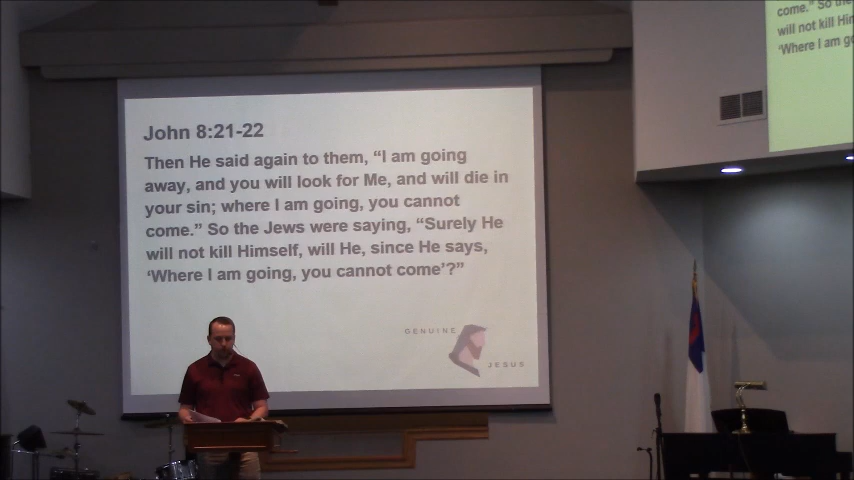 John 8:21-22
Then He said again to them, “I am going
away, and you will look for Me, and will die in
your sin; where I am going, you cannot
come.” So the Jews were saying, “Surely He
will not kill Himself, will He, since He says,
‘Where I am going, you cannot come’?”
GENUINE
JESUS
come.” So the
will not kill Him
‘Where I am go